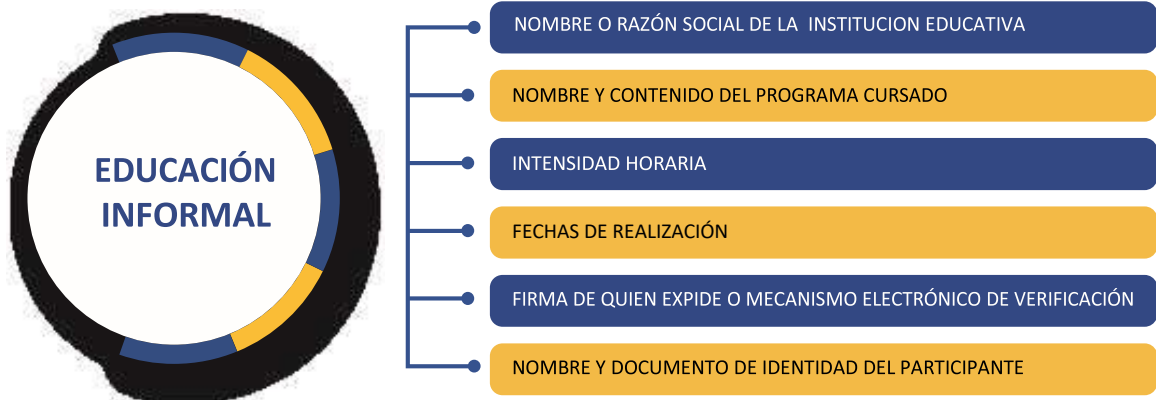 EDUCACIÓN
INFORMAL
NOMBRE O RAZÓN SOCIAL DE LA INSTITUCION EDUCATIVA
NOMBRE Y CONTENIDO DEL PROGRAMA CURSADO
INTENSIDAD HORARIA
FECHAS DE REALIZACIÓN
FIRMA DE QUIEN EXPIDE O MECANISMO ELECTRÓNICO DE VERIFICACIÓN
NOMBRE Y DOCUMENTO DE IDENTIDAD DEL PARTICIPANTE